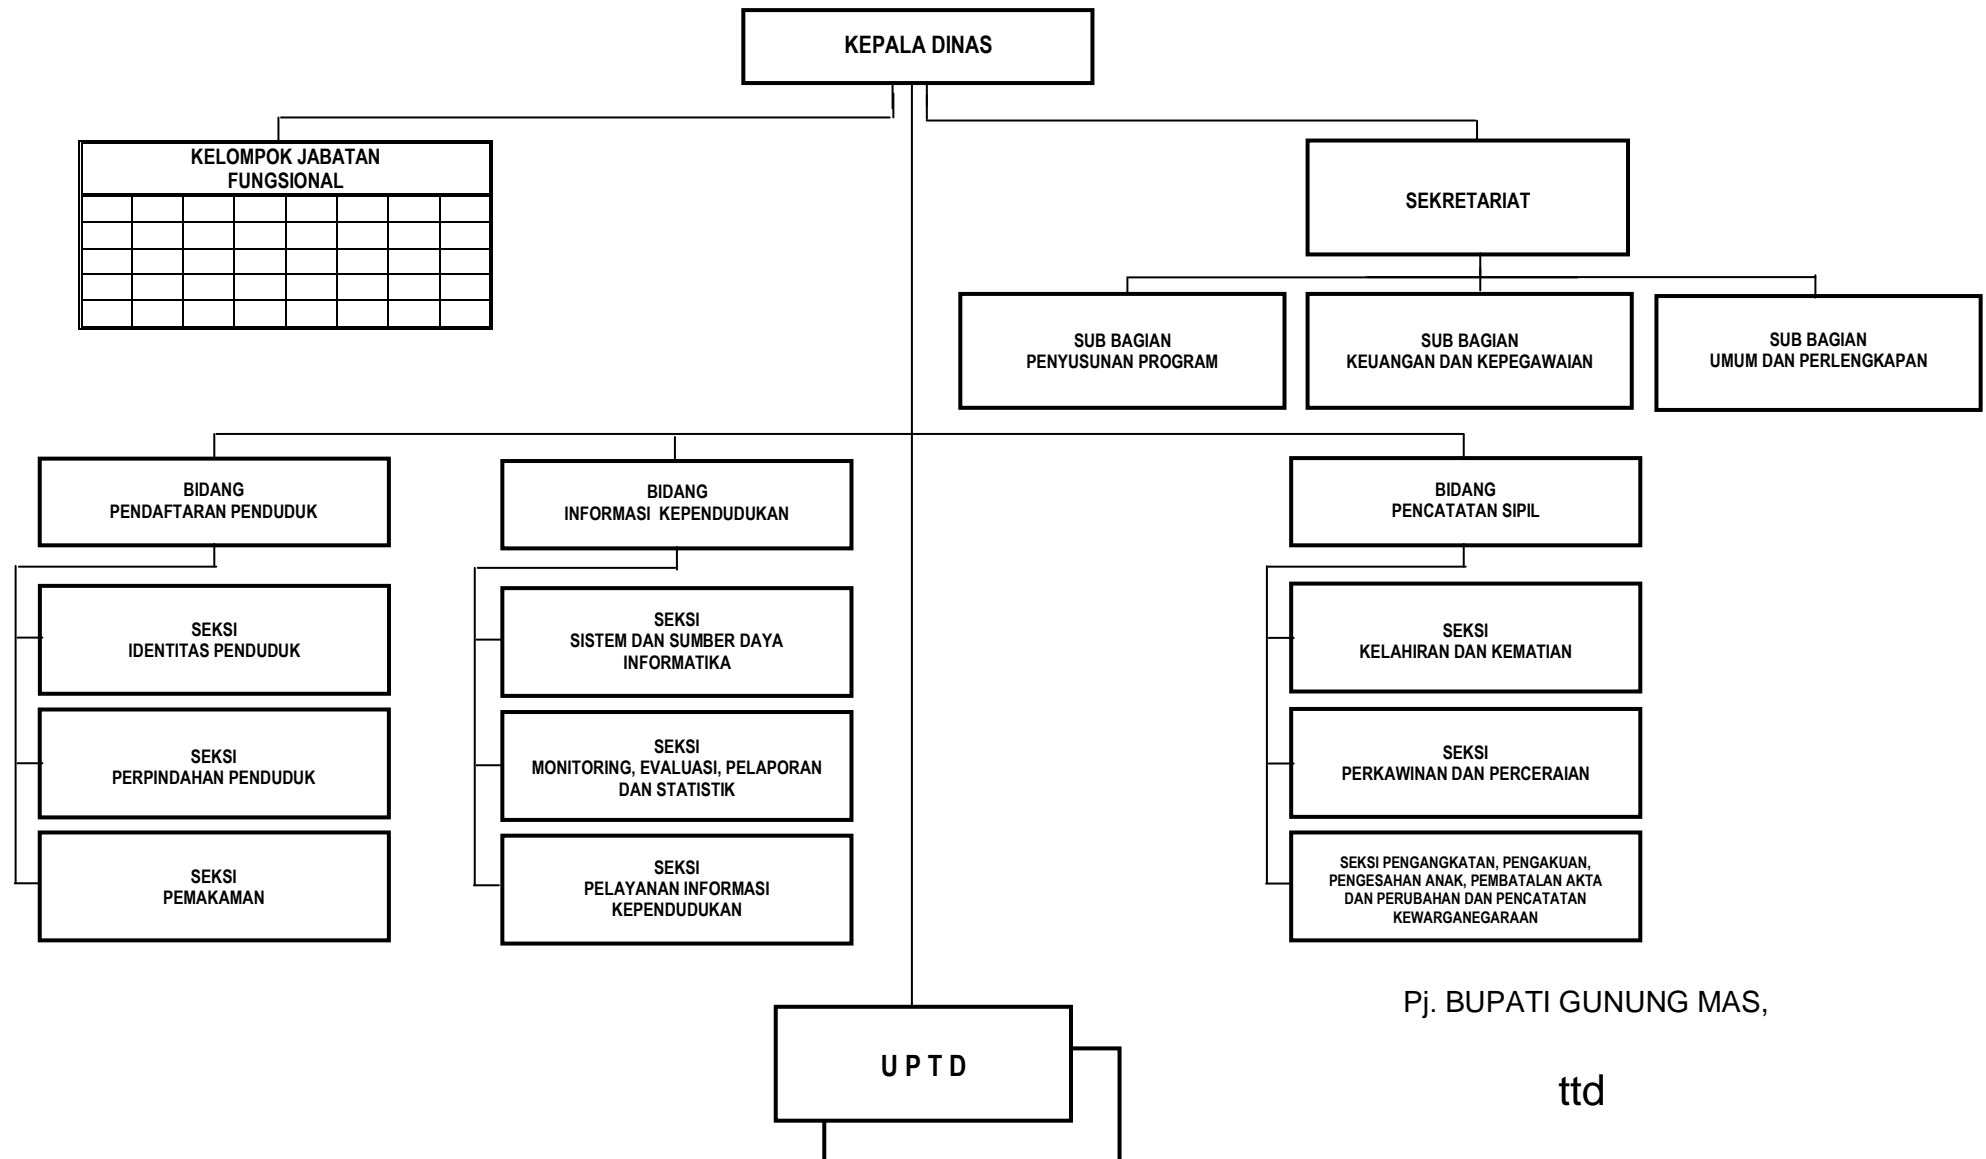 KEPALA DINAS
KELOMPOK JABATAN
FUNGSIONAL
SEKRETARIAT
SUB BAGIAN
PENYUSUNAN PROGRAM
SUB BAGIAN
KEUANGAN DAN KEPEGAWAIAN
SUB BAGIAN
UMUM DAN PERLENGKAPAN
BIDANG
PENDAFTARAN PENDUDUK
BIDANG
INFORMASI KEPENDUDUKAN
BIDANG
PENCATATAN SIPIL
SEKSI
IDENTITAS PENDUDUK
SEKSI
PERPINDAHAN PENDUDUK
SEKSI
PEMAKAMAN
SEKSI
SISTEM DAN SUMBER DAYA
INFORMATIKA
SEKSI
MONITORING, EVALUASI, PELAPORAN
DAN STATISTIK
SEKSI
PELAYANAN INFORMASI
KEPENDUDUKAN
SEKSI
KELAHIRAN DAN KEMATIAN
SEKSI
PERKAWINAN DAN PERCERAIAN
SEKSI PENGANGKATAN, PENGAKUAN,
PENGESAHAN ANAK, PEMBATALAN AKTA
DAN PERUBAHAN DAN PENCATATAN
KEWARGANEGARAAN
U P T D
Pj. BUPATI GUNUNG MAS,
ttd